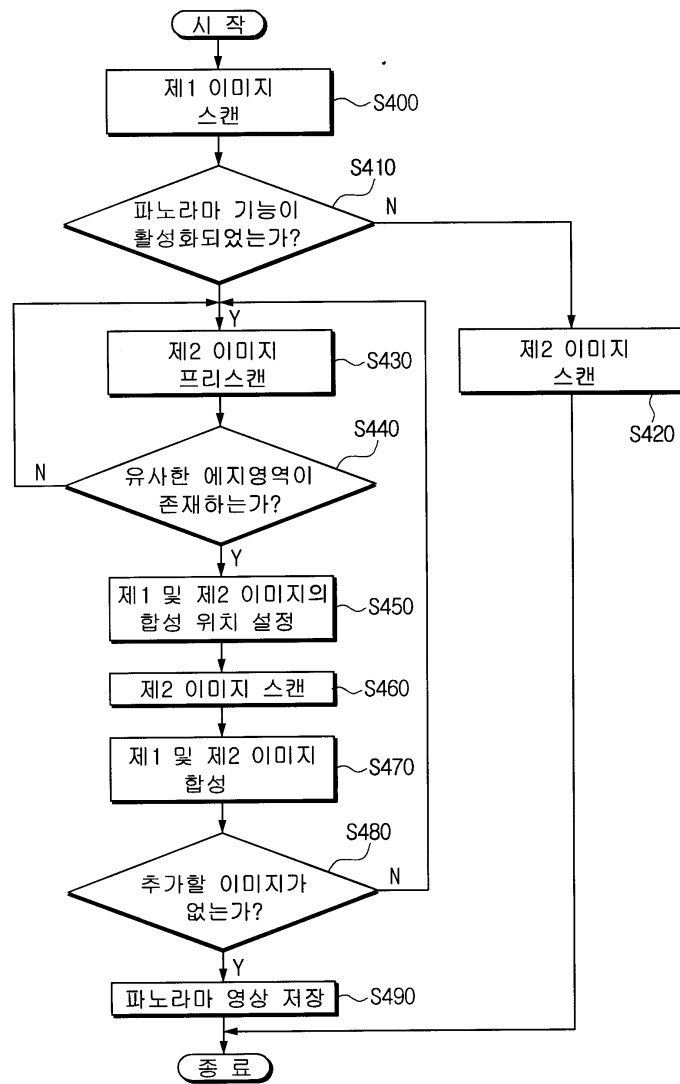 시 작
제1 이미지
스캔
S400
S410
파노라마 기능이
활성화되었는가?
N
Y
제2 이미지
프리스캔
S430
제2 이미지
스캔
S420
S440
N
유사한 에지영역이
존재하는가?
Y
제1 및 제2 이미지의
합성 위치 설정
S450
제2 이미지 스캔
S460
제1 및 제2 이미지
합성
S470
S480
추가할 이미지가
없는가?
N
Y
파노라마 영상 저장
S490
종 료